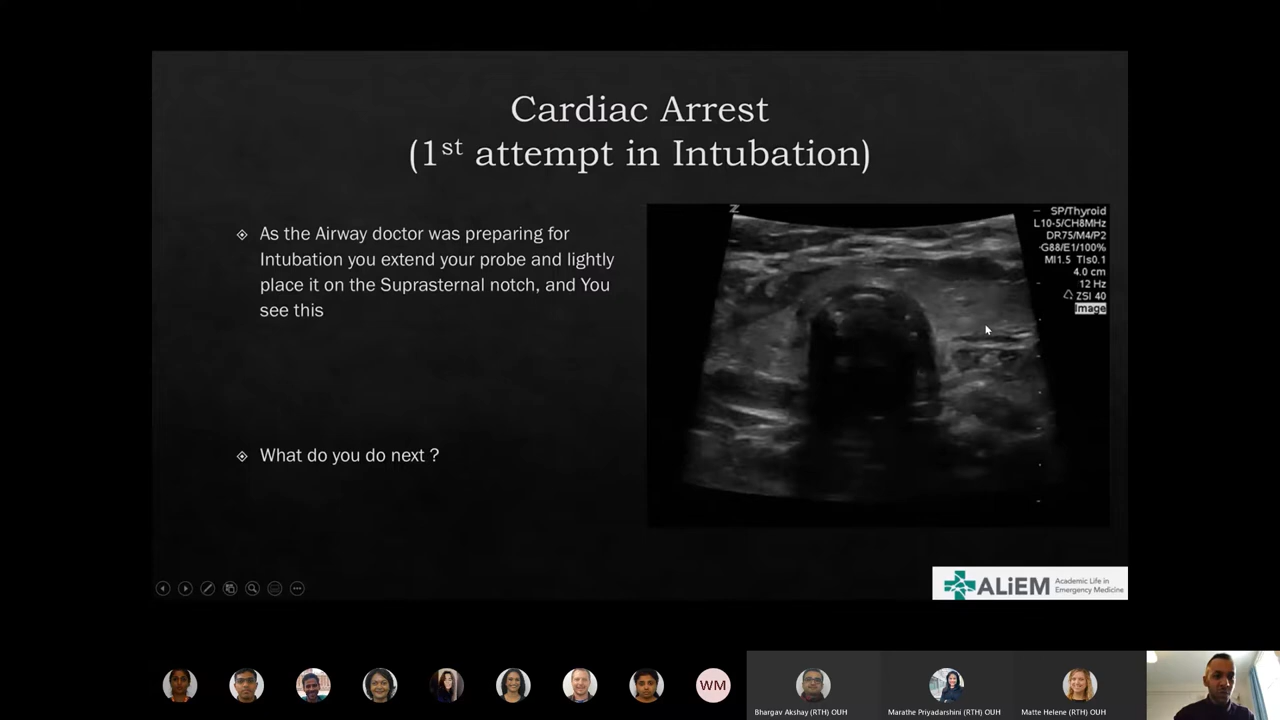 Cardiac Arrest
(1st attempt in Intubation)
As the Airway doctor was preparing for
Intubation you extend your probe and lightly
place it on the Suprasternal notch, and You
see this
What do you do next ?
Z
SP/Thyroid
L10-5/CH8MHz
DR75/M4/P2
G88/E1/100%
MI1.5 TIs0.1
4.0 cm
12 Hz
ZSI 40
Image
ALiEM
Academic Life in
Emergency Medicine
WM
Bhargav Akshay (RTH) OUH
Marathe Priyadarshini (RTH) OUH
Matte Helene (RTH) OUH